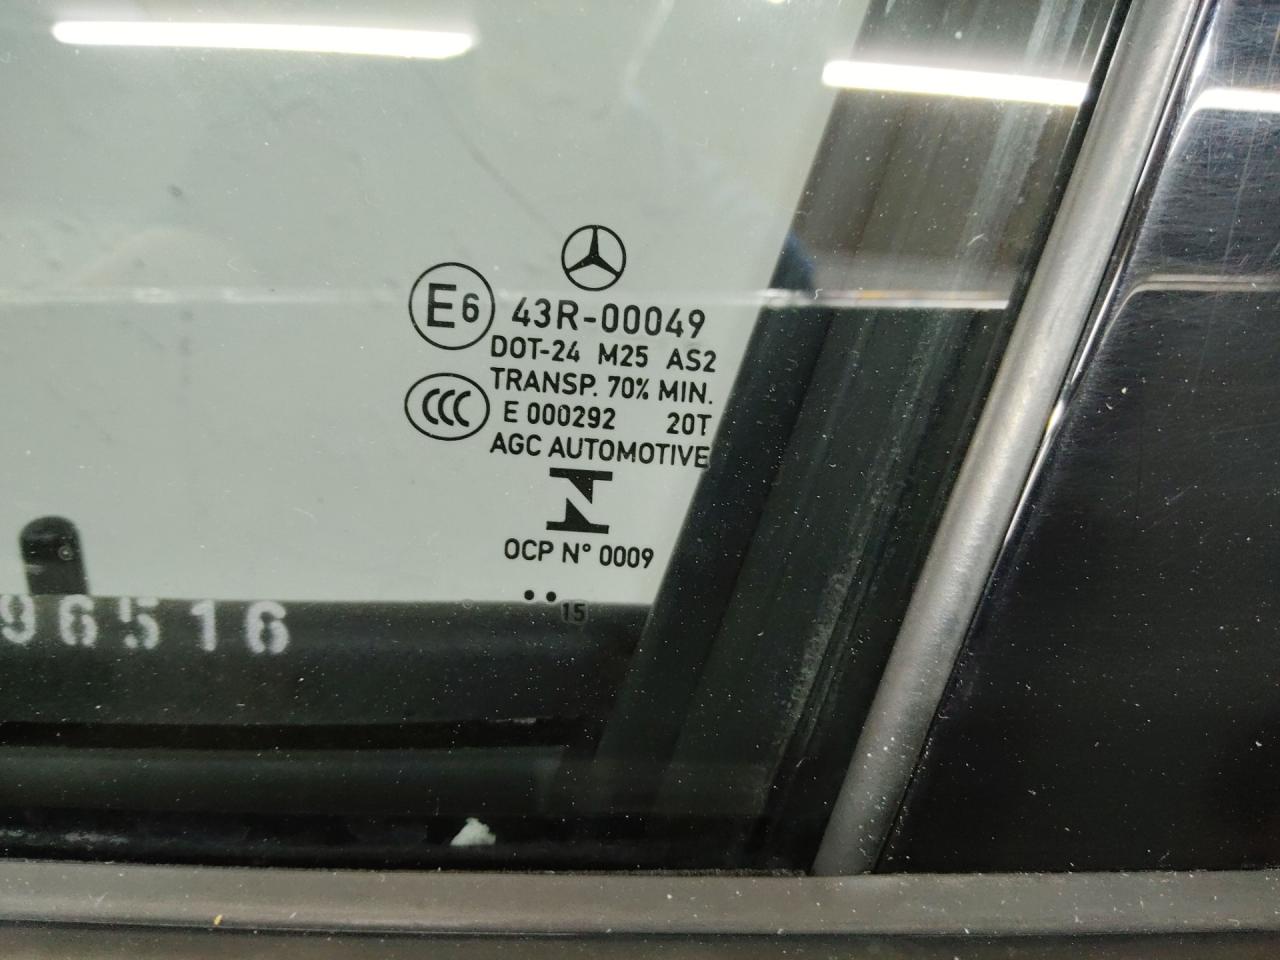 E6 43R-00049
DOT-24 M25 AS2
TRANSP. 70% MIN.
CCC E 000292 20T
AGC AUTOMOTIVE
OCP N° 0009
.. 15
96516